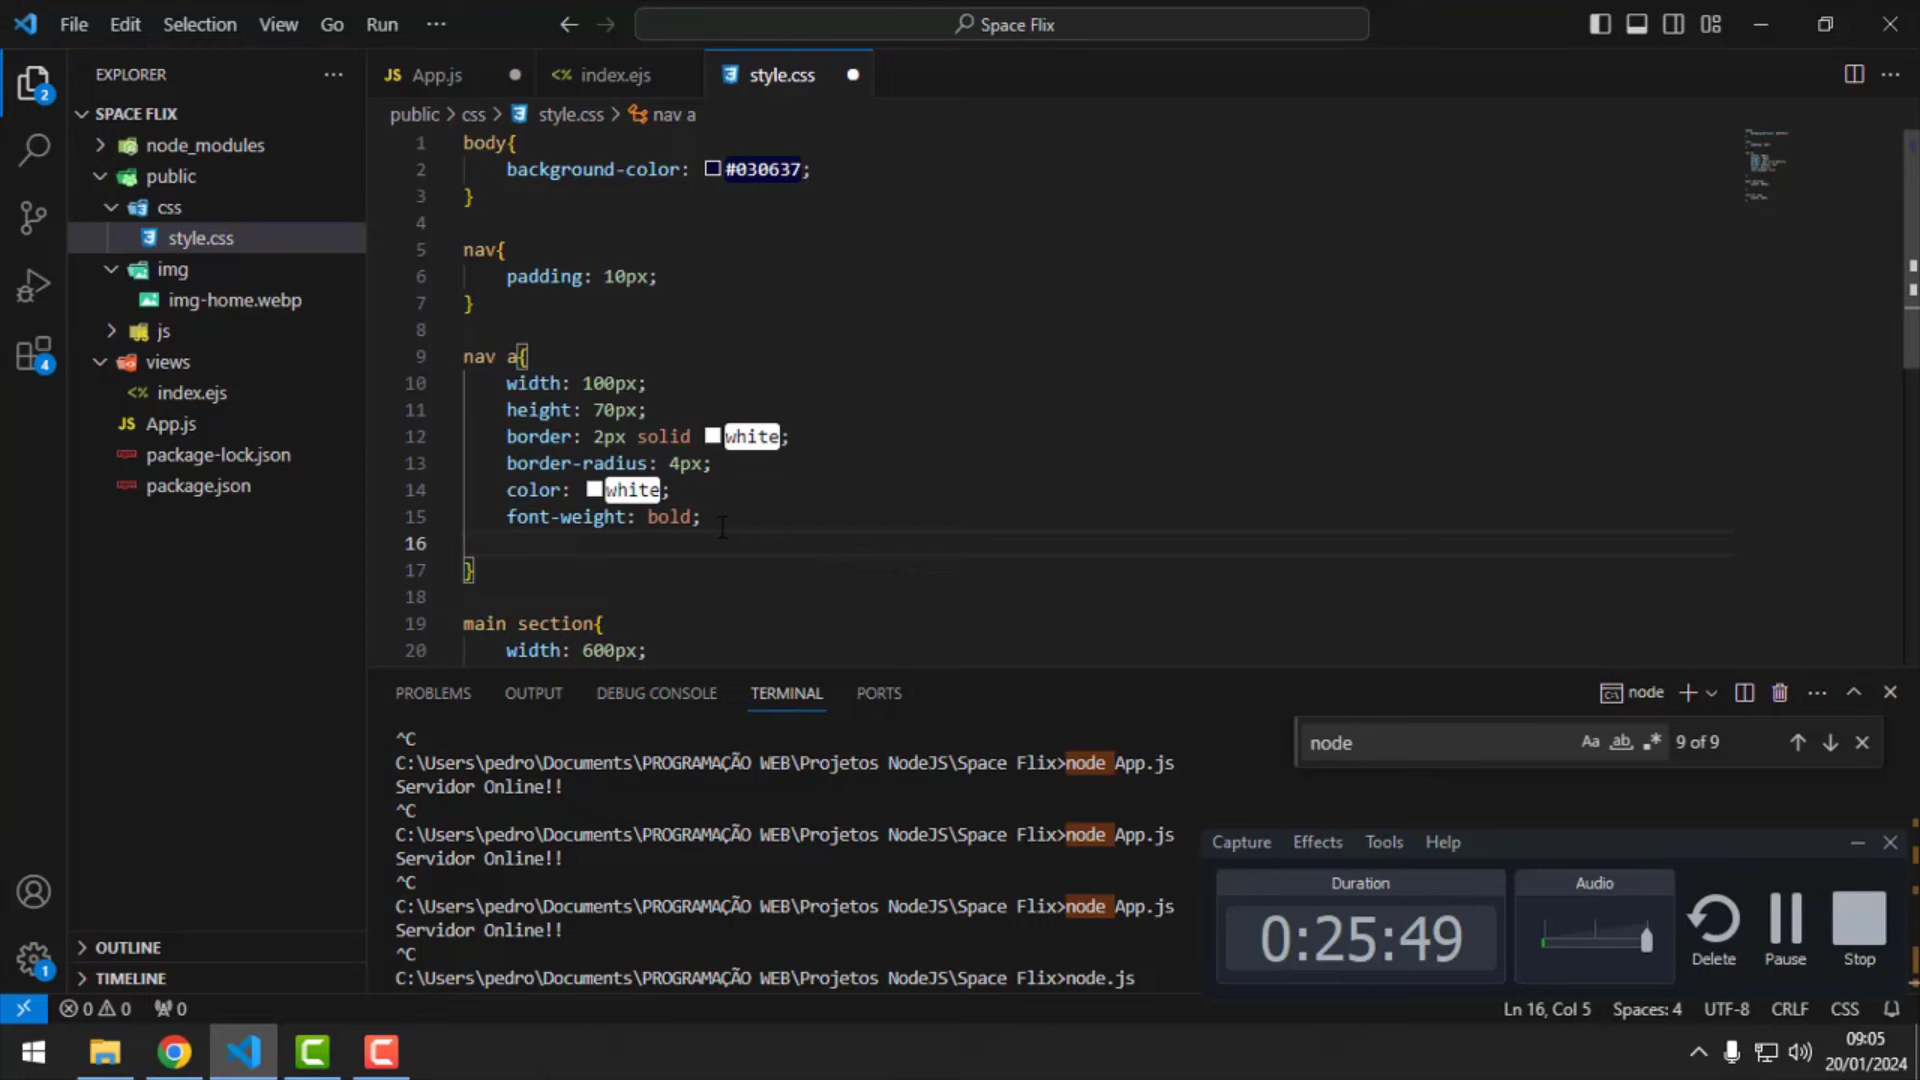 File Edit Selection View Go Run ··· Space Flix
EXPLORER ···
SPACE FLIX
node_modules
public
css
style.css
img
img-home.webp
js
views
index.ejs
App.js
package-lock.json
package.json
OUTLINE
TIMELINE
2
4
1
JS App.js
<% index.ejs
style.css
public > css > style.css > nav a
1 body{
2 background-color: #030637;
3 }
4
5 nav{
6 padding: 10px;
7 }
8
9 nav a{
10 width: 100px;
11 height: 70px;
12 border: 2px solid white;
13 border-radius: 4px;
14 color: white;
15 font-weight: bold;
16
17 }
18
19 main section{
20 width: 600px;
PROBLEMS OUTPUT DEBUG CONSOLE TERMINAL PORTS node
node Aa ab .* 9 of 9
^C
C:\Users\pedro\Documents\PROGRAMAÇÃO WEB\Projetos NodeJS\Space Flix>node App.js
Servidor Online!!
^C
C:\Users\pedro\Documents\PROGRAMAÇÃO WEB\Projetos NodeJS\Space Flix>node App.js
Servidor Online!!
^C
C:\Users\pedro\Documents\PROGRAMAÇÃO WEB\Projetos NodeJS\Space Flix>node App.js
Servidor Online!!
^C
C:\Users\pedro\Documents\PROGRAMAÇÃO WEB\Projetos NodeJS\Space Flix>node.js
Capture Effects Tools Help
Duration
0:25:49
Audio
Delete Pause Stop
0 0 0 Ln 16, Col 5 Spaces: 4 UTF-8 CRLF CSS
09:05
20/01/2024